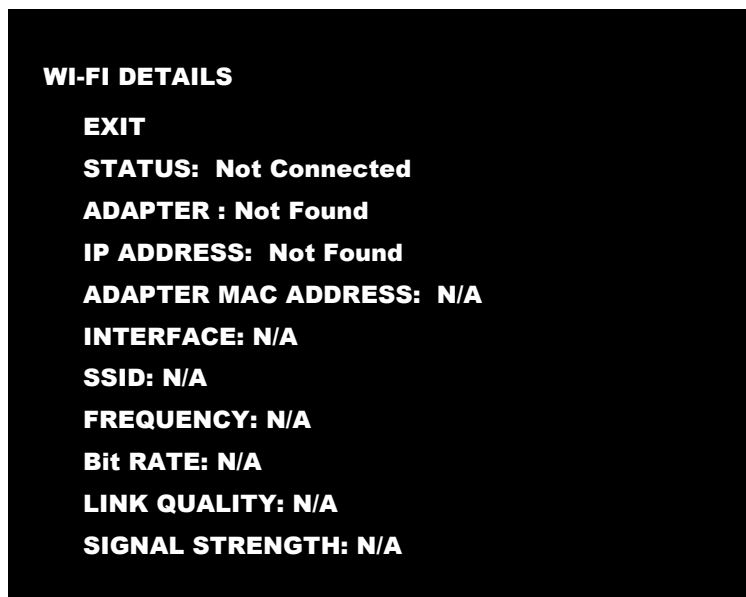 WI-FI DETAILS
EXIT
STATUS:  Not Connected
ADAPTER : Not Found
IP ADDRESS:  Not Found
ADAPTER MAC ADDRESS:  N/A
INTERFACE: N/A
SSID: N/A
FREQUENCY: N/A
Bit RATE: N/A
LINK QUALITY: N/A
SIGNAL STRENGTH: N/A